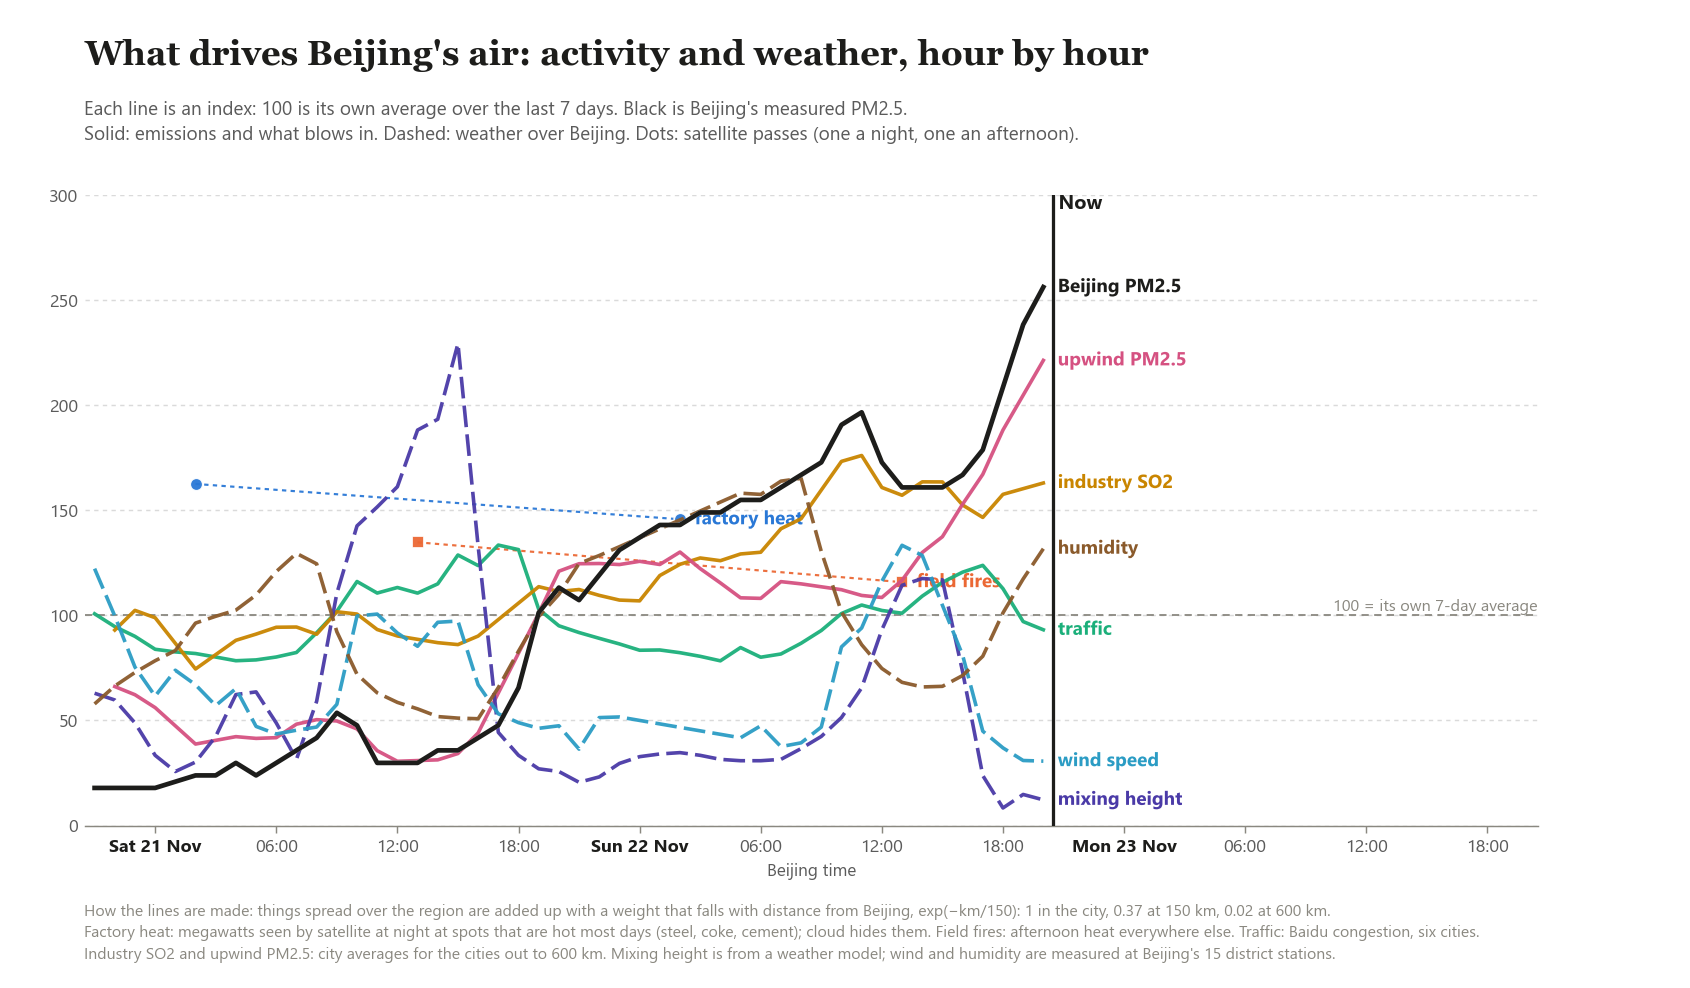 What drives Beijing's air: activity and weather, hour by hour
Each line is an index: 100 is its own average over the last 7 days. Black is Beijing's measured PM2.5.
Solid: emissions and what blows in. Dashed: weather over Beijing. Dots: satellite passes (one a night, one an afternoon).
300
Now
Beijing PM2.5
250
upwind PM2.5
200
industry SO2
150
factory heat
humidity
field fires
100 = its own 7-day average
100
traffic
wind speed
50
mixing height
0
Sat 21 Nov 06:00 12:00 18:00 Sun 22 Nov 06:00 12:00 18:00 Mon 23 Nov 06:00 12:00 18:00
Beijing time
How the lines are made: things spread over the region are added up with a weight that falls with distance from Beijing, exp(−km/150): 1 in the city, 0.37 at 150 km, 0.02 at 600 km.
Factory heat: megawatts seen by satellite at night at spots that are hot most days (steel, coke, cement); cloud hides them. Field fires: afternoon heat everywhere else. Traffic: Baidu congestion, six cities.
Industry SO2 and upwind PM2.5: city averages for the cities out to 600 km. Mixing height is from a weather model; wind and humidity are measured at Beijing's 15 district stations.